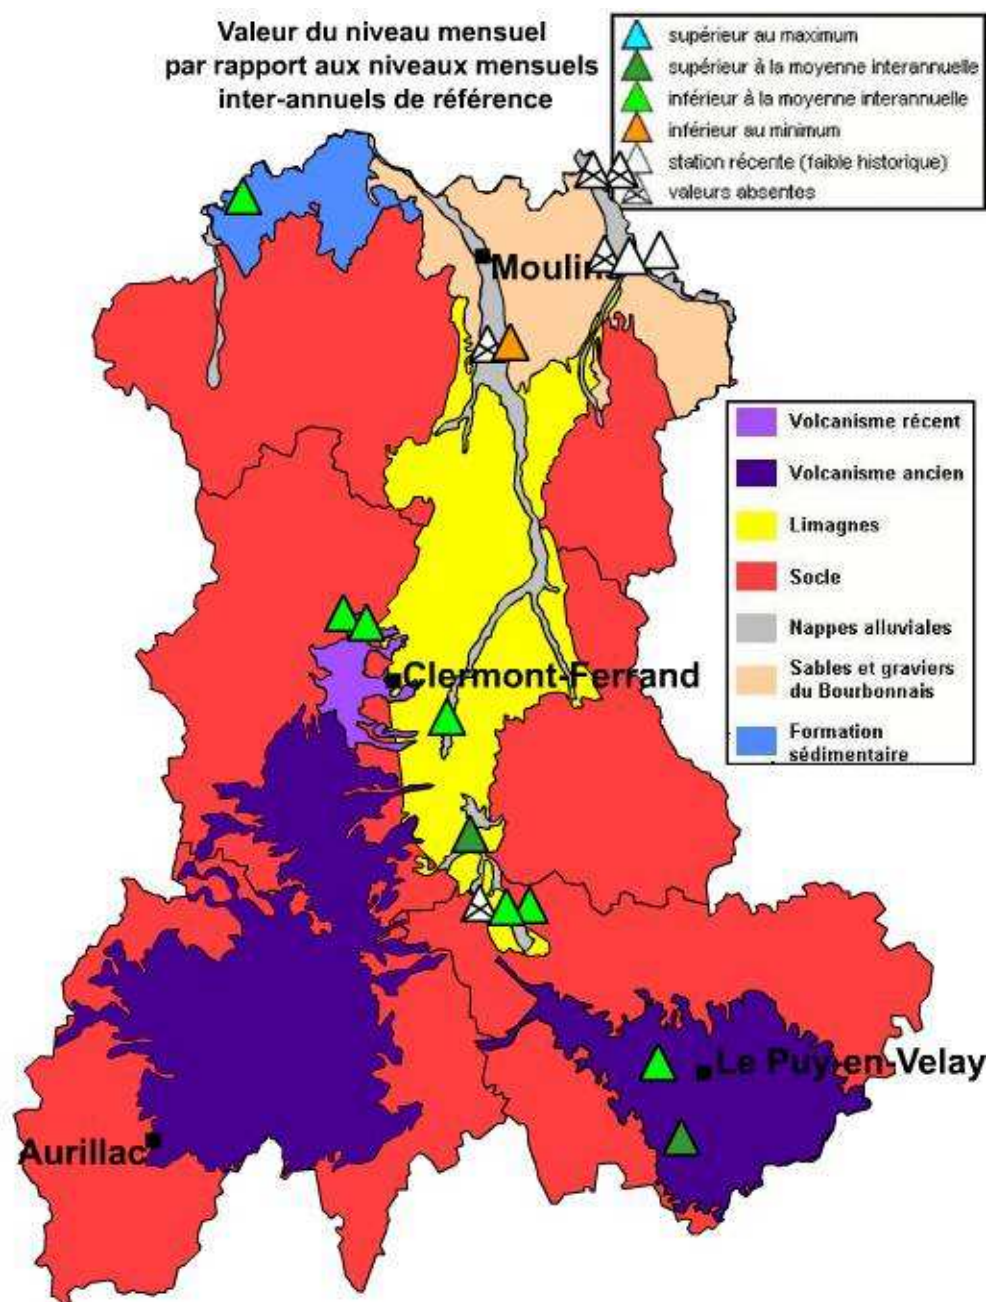 Valeur du niveau mensuel
par rapport aux niveaux mensuels
inter-annuels de référence
supérieur au maximum
supérieur à la moyenne interannuelle
inférieur à la moyenne interannuelle
inférieur au minimum
station récente (faible historique)
valeurs absentes
Moulins
Volcanisme récent
Volcanisme ancien
Limagnes
Socle
Nappes alluviales
Sables et graviers
du Bourbonnais
Formation
sédimentaire
Clermont-Ferrand
Le Puy-en-Velay
Aurillac